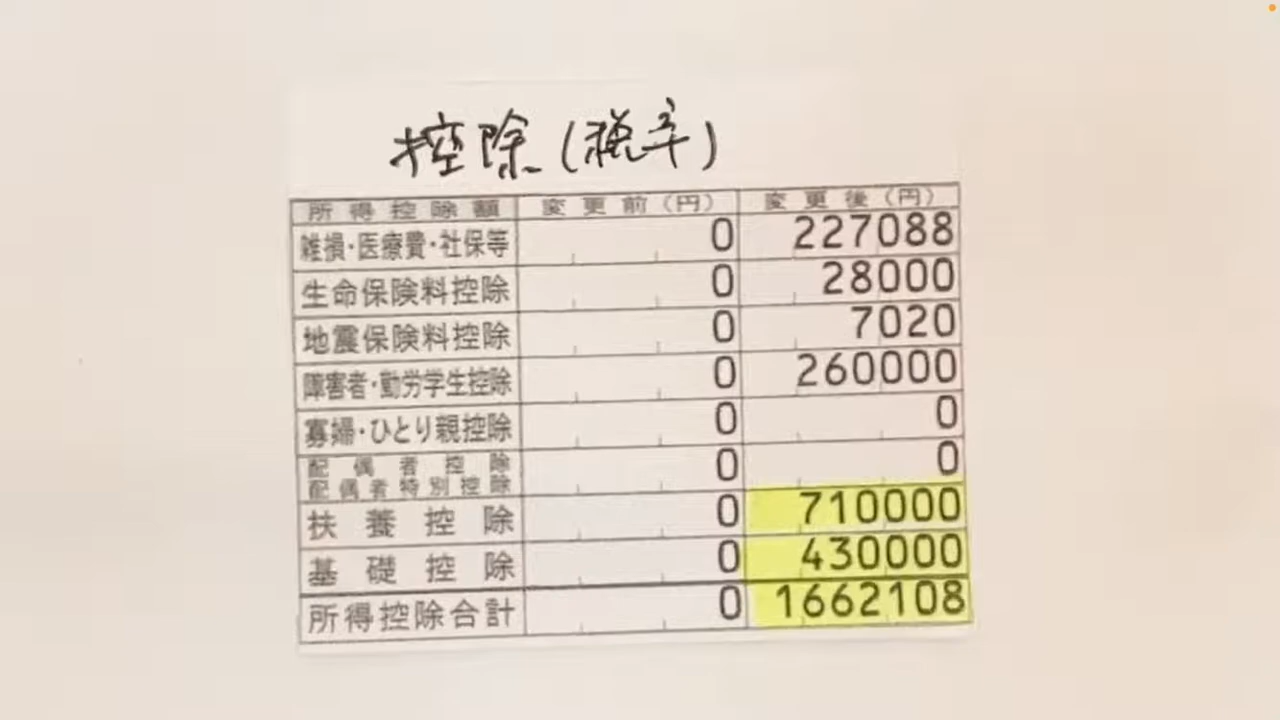 控除(税率)
所得控除額 変更前(円) 変更後(円)
雑損・医療費・社保等 0 227088
生命保険料控除 0 28000
地震保険料控除 0 7020
障害者・勤労学生控除 0 260000
寡婦・ひとり親控除 0 0
配偶者控除
配偶者特別控除 0 0
扶養控除 0 710000
基礎控除 0 430000
所得控除合計 0 1662108